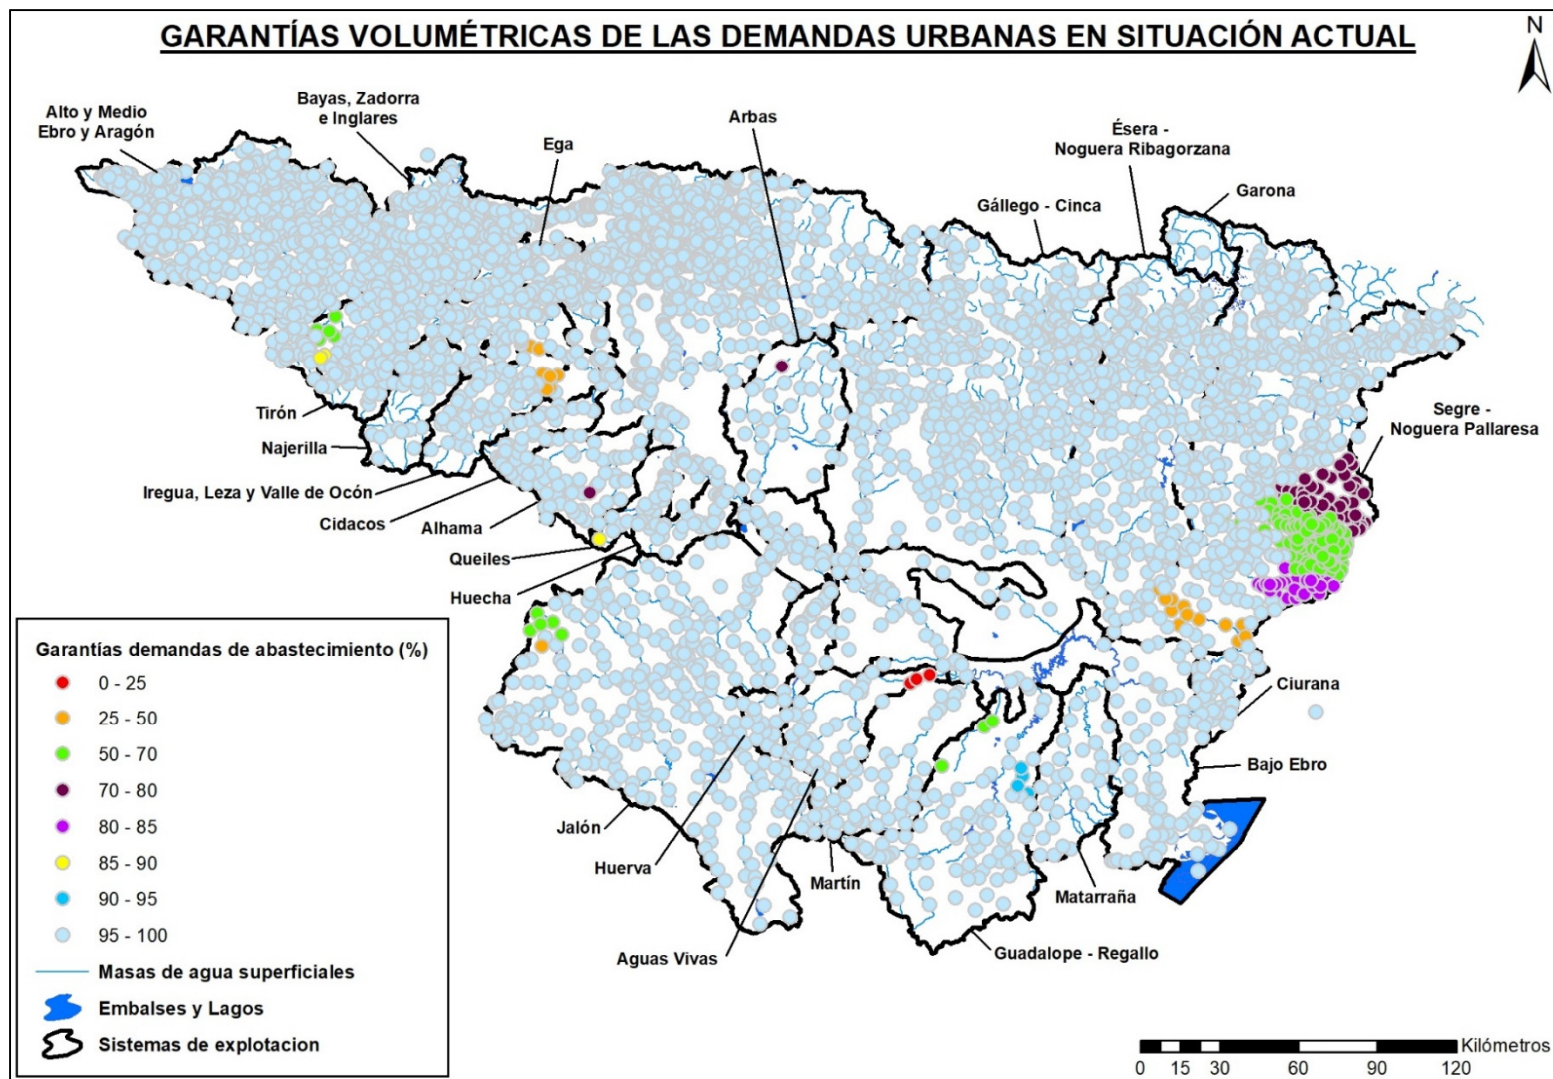 GARANTÍAS VOLUMÉTRICAS DE LAS DEMANDAS URBANAS EN SITUACIÓN ACTUAL
N
Alto y Medio
Ebro y Aragón
Bayas, Zadorra
e Inglares
Ega
Arbas
Ésera -
Noguera Ribagorzana
Gállego - Cinca
Garona
Tirón
Najerilla
Iregua, Leza y Valle de Ocón
Cidacos
Alhama
Queiles
Huecha
Segre -
Noguera Pallaresa
Ciurana
Bajo Ebro
Jalón
Huerva
Martín
Matarraña
Aguas Vivas
Guadalope - Regallo
Garantías demandas de abastecimiento (%)
0 - 25
25 - 50
50 - 70
70 - 80
80 - 85
85 - 90
90 - 95
95 - 100
Masas de agua superficiales
Embalses y Lagos
Sistemas de explotacion
Kilómetros
0 15 30 60 90 120